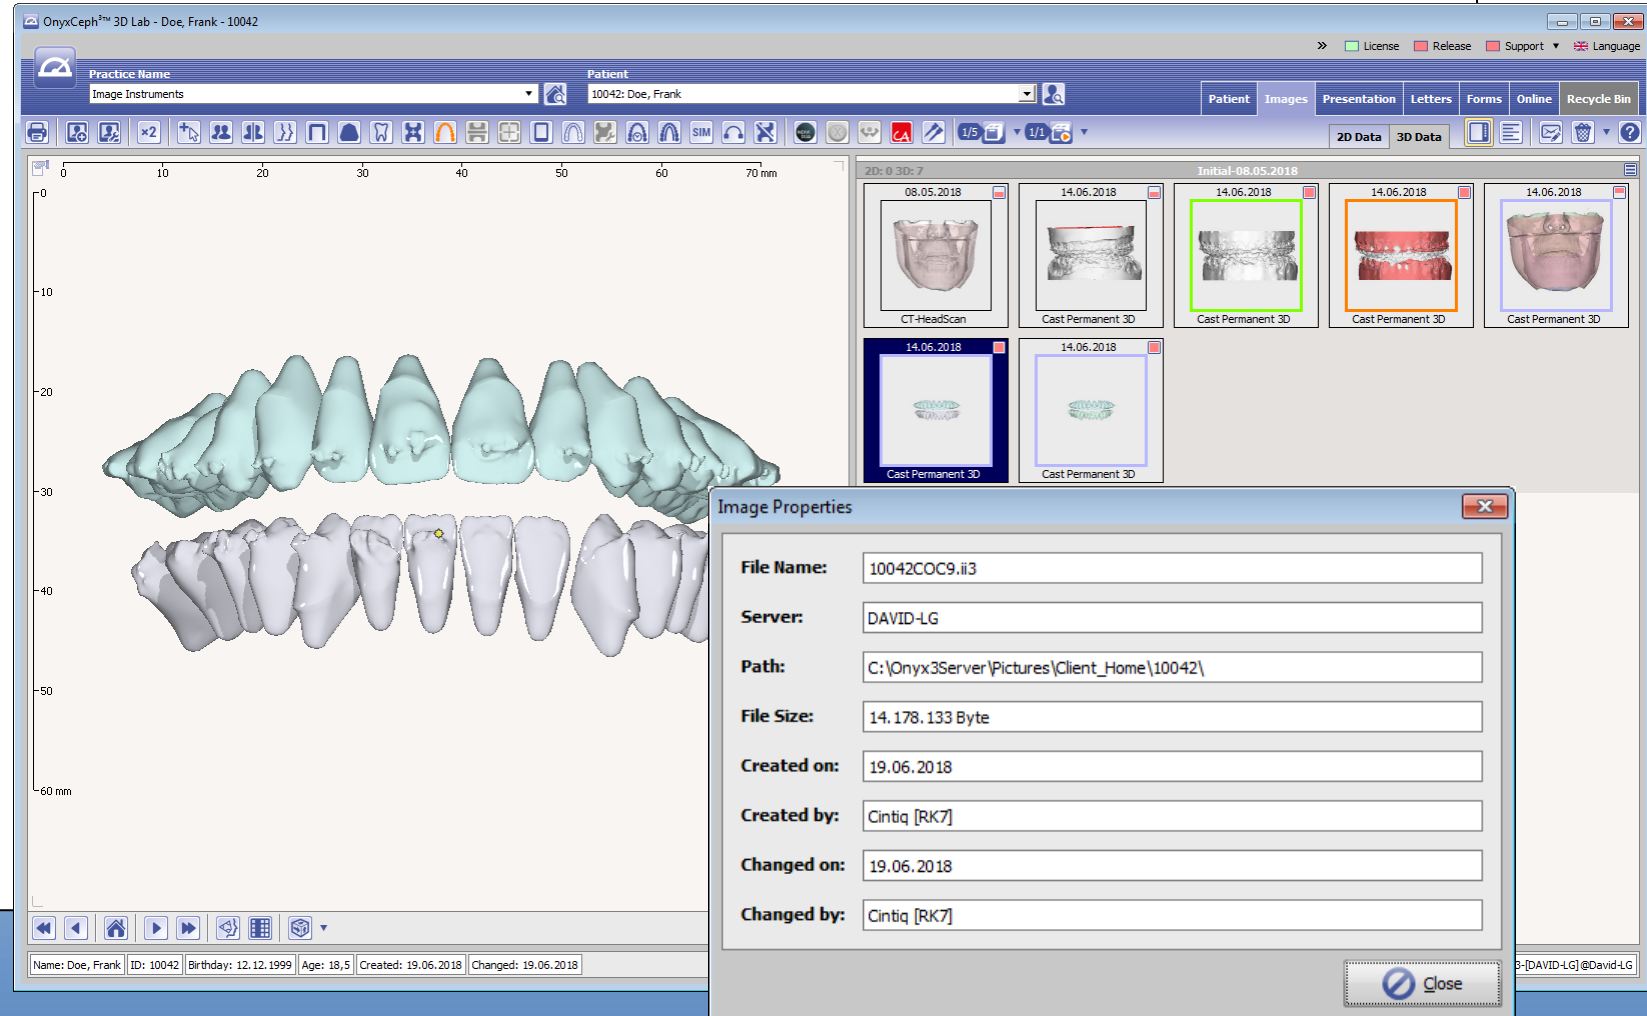 OnyxCeph³™ 3D Lab - Doe, Frank - 10042
» License Release Support ▼ Language
Practice Name
Patient
Image Instruments
10042: Doe, Frank
Patient Images Presentation Letters Forms Online Recycle Bin
×2 SIM CA 1/5 1/1
2D Data 3D Data
0 10 20 30 40 50 60 70 mm
0
10
20
30
40
50
60 mm
2D: 0 3D: 7 Initial-08.05.2018
08.05.2018 14.06.2018 14.06.2018 14.06.2018 14.06.2018
CT-HeadScan Cast Permanent 3D Cast Permanent 3D Cast Permanent 3D Cast Permanent 3D
14.06.2018 14.06.2018
Cast Permanent 3D Cast Permanent 3D
Image Properties
File Name: 10042COC9.ii3
Server: DAVID-LG
Path: C:\Onyx3Server\Pictures\Client_Home\10042\
File Size: 14.178.133 Byte
Created on: 19.06.2018
Created by: Cintiq [RK7]
Changed on: 19.06.2018
Changed by: Cintiq [RK7]
Close
Name: Doe, Frank ID: 10042 Birthday: 12.12.1999 Age: 18,5 Created: 19.06.2018 Changed: 19.06.2018
3-[DAVID-LG]@David-LG